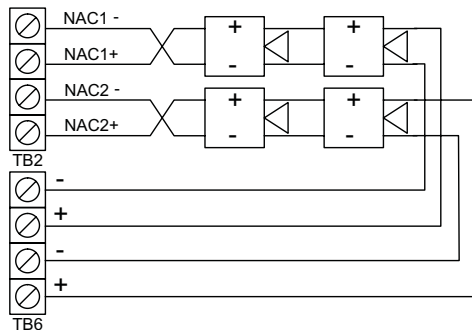 NAC1 -
NAC1+
NAC2 -
NAC2+
TB2
+ +
- -
+ +
- -
-
+
-
+
TB6